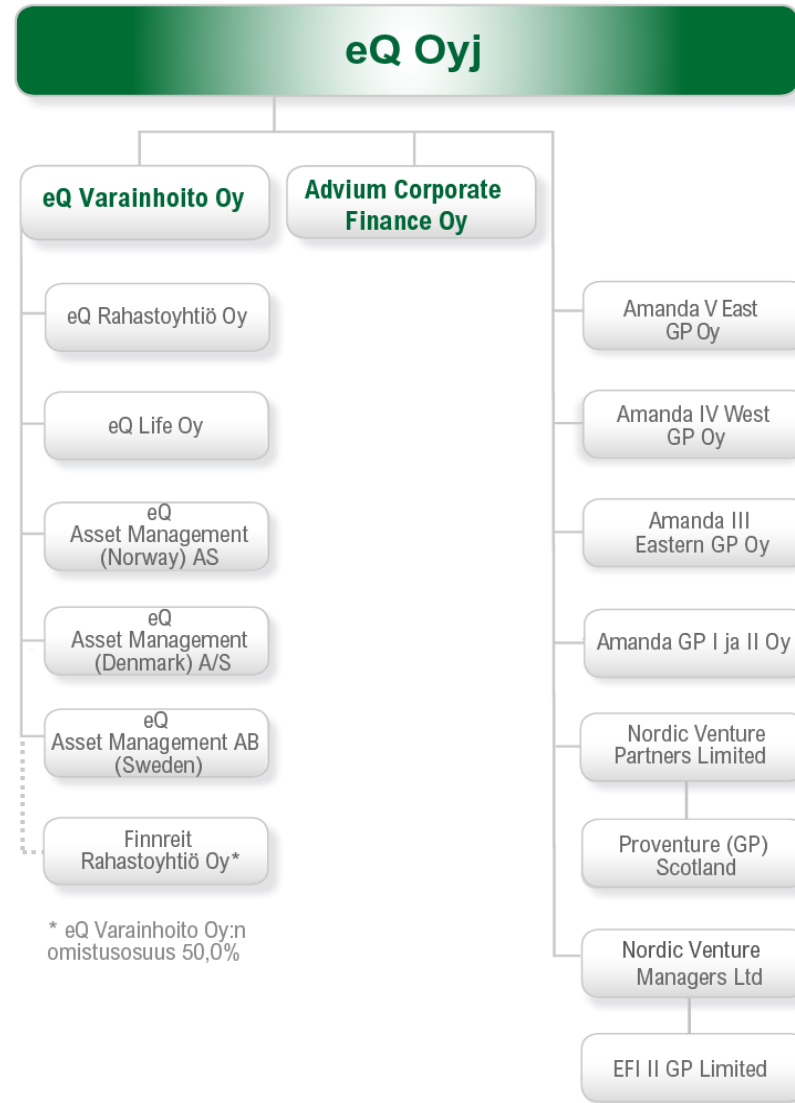 eQ Oyj
eQ Varainhoito Oy
Advium Corporate
Finance Oy
eQ Rahastoyhtiö Oy
eQ Life Oy
eQ
Asset Management
(Norway) AS
eQ
Asset Management
(Denmark) A/S
eQ
Asset Management AB
(Sweden)
Finnreit
Rahastoyhtiö Oy*
* eQ Varainhoito Oy:n
omistusosuus 50,0%
Amanda V East
GP Oy
Amanda IV West
GP Oy
Amanda III
Eastern GP Oy
Amanda GP I ja II Oy
Nordic Venture
Partners Limited
Proventure (GP)
Scotland
Nordic Venture
Managers Ltd
EFI II GP Limited